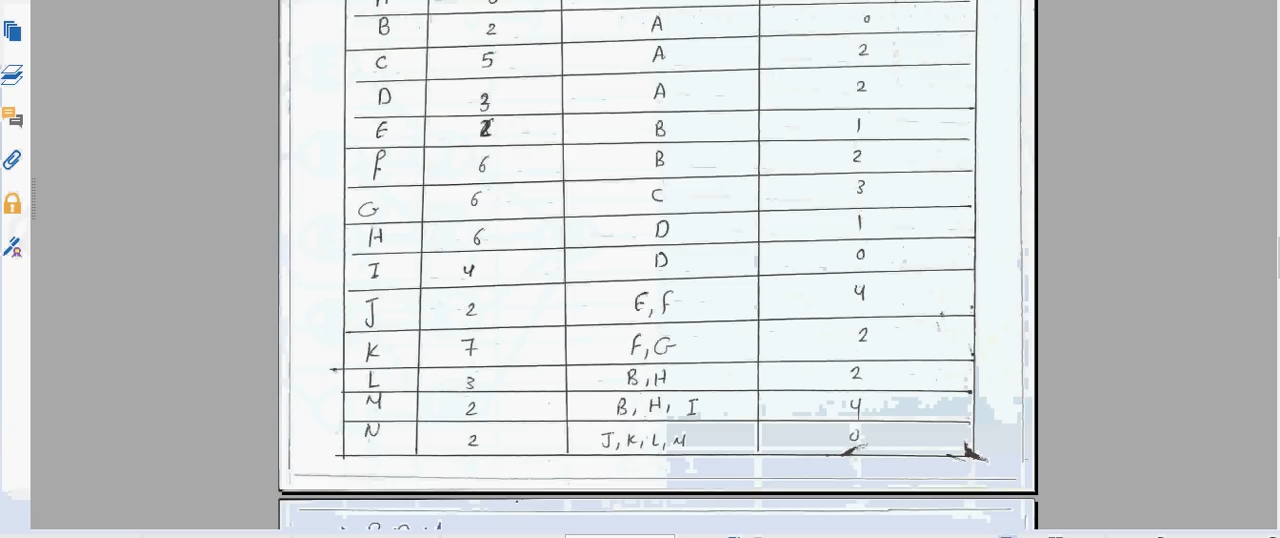 B 2 A 0
C 5 A 2
D 3 A 2
E B 1
F 6 B 2
G 6 C 3
H 6 D 1
I 4 D 0
J 2 E, F 4
K 7 F, G 2
L 3 B, H 2
M 2 B, H, I 4
N 2 J, K, L, M 0